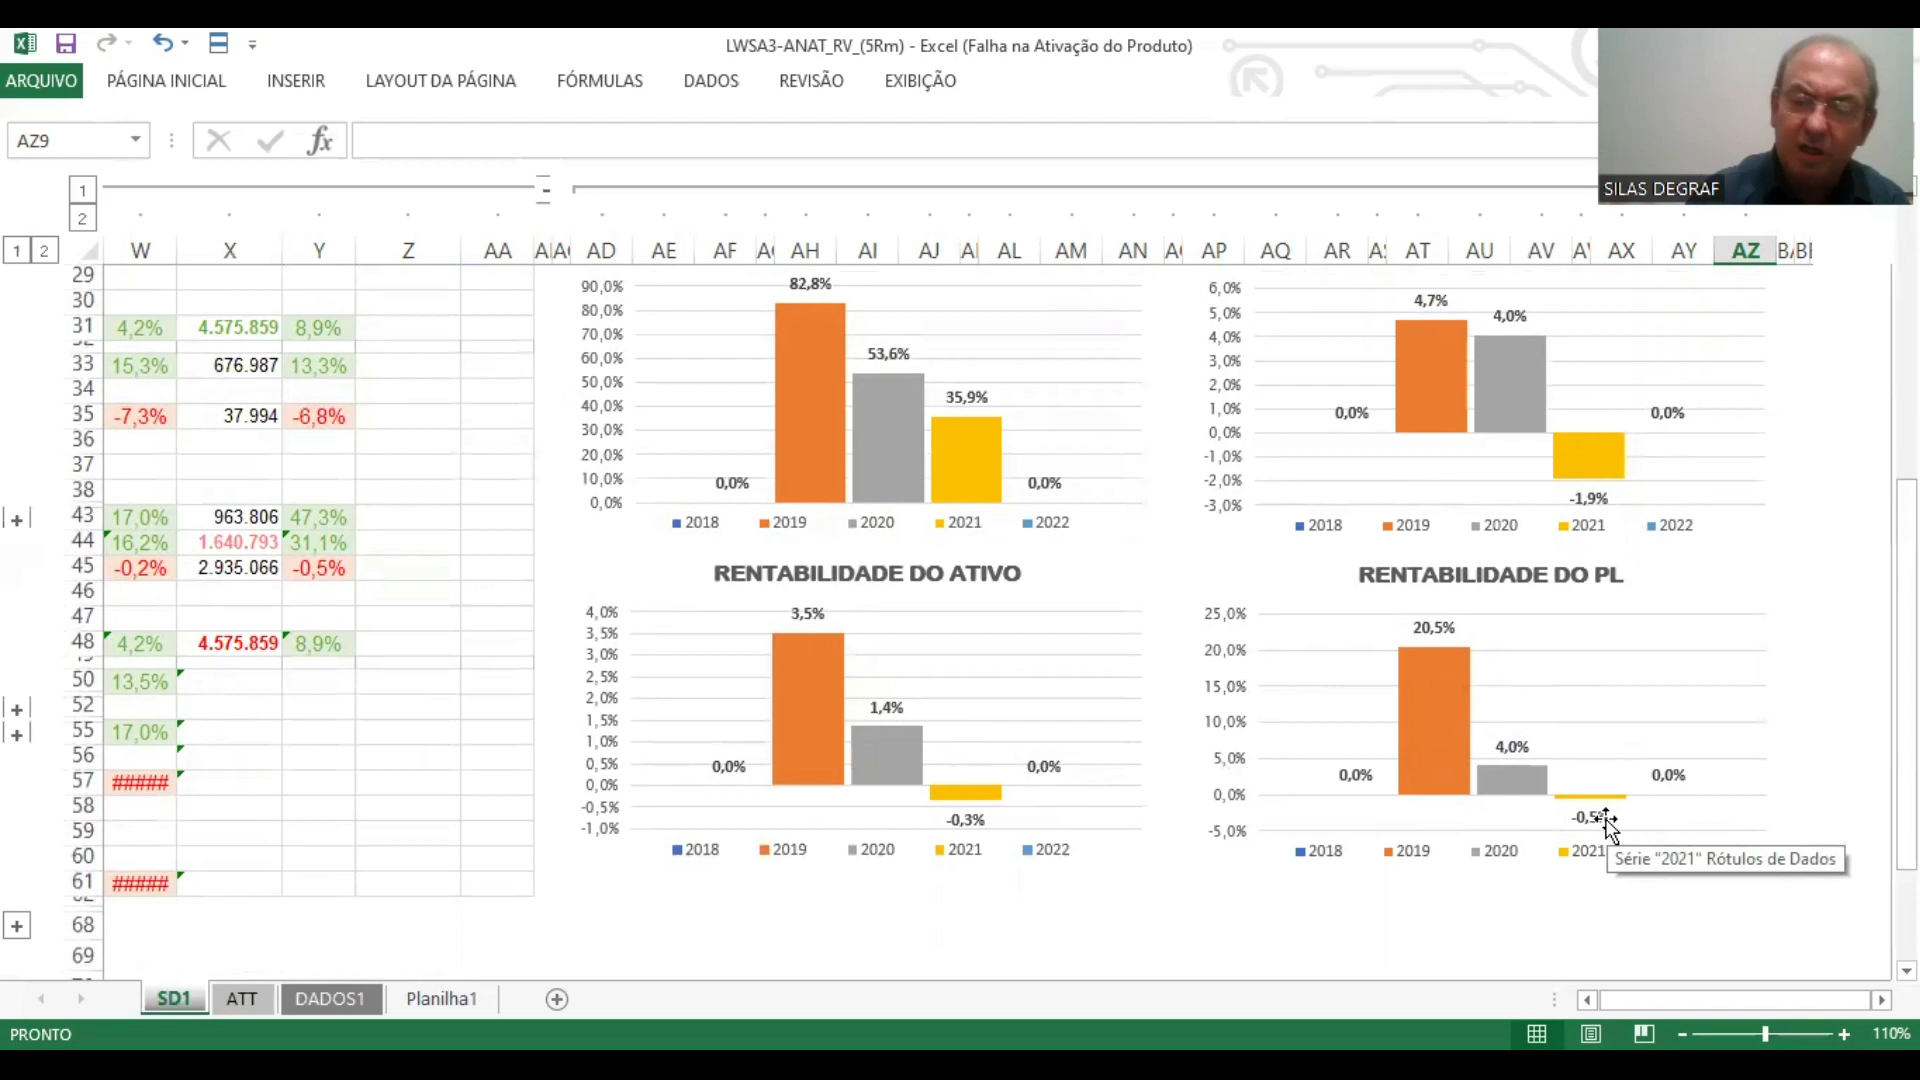 LWSA3-ANAT_RV_(5Rm) - Excel (Falha na Ativação do Produto)
ARQUIVO PÁGINA INICIAL INSERIR LAYOUT DA PÁGINA FÓRMULAS DADOS REVISÃO EXIBIÇÃO
AZ9 fx
SILAS DEGRAF
1
2
1 2 W X Y Z AA AD AE AF AH AI AJ AL AM AN AP AQ AR AT AU AV AX AY AZ
29
30
31 4,2% 4.575.859 8,9%
33 15,3% 676.987 13,3%
34
35 -7,3% 37.994 -6,8%
36
37
38
43 17,0% 963.806 47,3%
44 16,2% 1.640.793 31,1%
45 -0,2% 2.935.066 -0,5%
46
47
48 4,2% 4.575.859 8,9%
50 13,5%
52
55 17,0%
56
57 #####
58
59
60
61 #####
68
69
90,0%
80,0%
70,0%
60,0%
50,0%
40,0%
30,0%
20,0%
10,0%
0,0%
0,0% 82,8% 53,6% 35,9% 0,0%
2018 2019 2020 2021 2022
6,0%
5,0%
4,0%
3,0%
2,0%
1,0%
0,0%
-1,0%
-2,0%
-3,0%
0,0% 4,7% 4,0% -1,9% 0,0%
2018 2019 2020 2021 2022
RENTABILIDADE DO ATIVO
4,0%
3,5%
3,0%
2,5%
2,0%
1,5%
1,0%
0,5%
0,0%
-0,5%
-1,0%
0,0% 3,5% 1,4% -0,3% 0,0%
2018 2019 2020 2021 2022
RENTABILIDADE DO PL
25,0%
20,0%
15,0%
10,0%
5,0%
0,0%
-5,0%
0,0% 20,5% 4,0% 0,0%
2018 2019 2020 2021
Série "2021" Rótulos de Dados
SD1 ATT DADOS1 Planilha1
PRONTO 110%